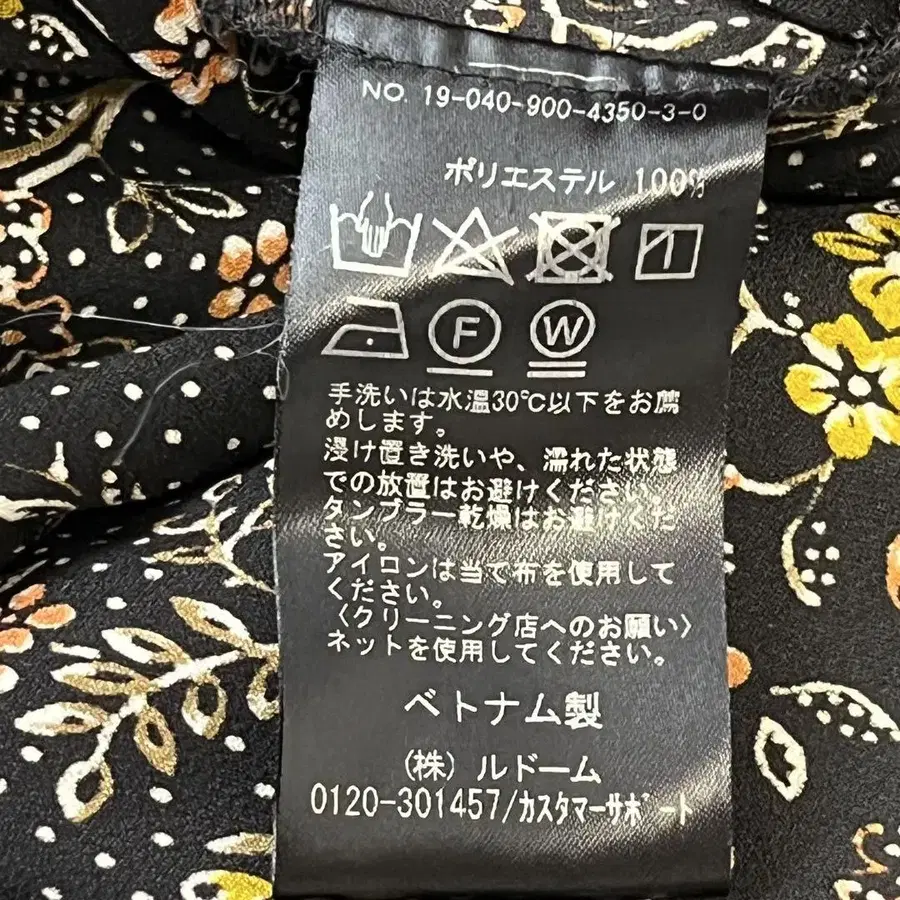 NO. 19-040-900-4350-3-0
ポリエステル 100%
F W
手洗いは水温30℃以下をお薦
めします。
浸け置き洗いや、濡れた状態
での放置はお避けください。
タンブラー乾燥はお避けくだ
さい。
アイロンは当て布を使用して
ください。
〈クリーニング店へのお願い〉
ネットを使用してください。
ベトナム製
(株) ルドーム
0120-301457/カスタマーサポート